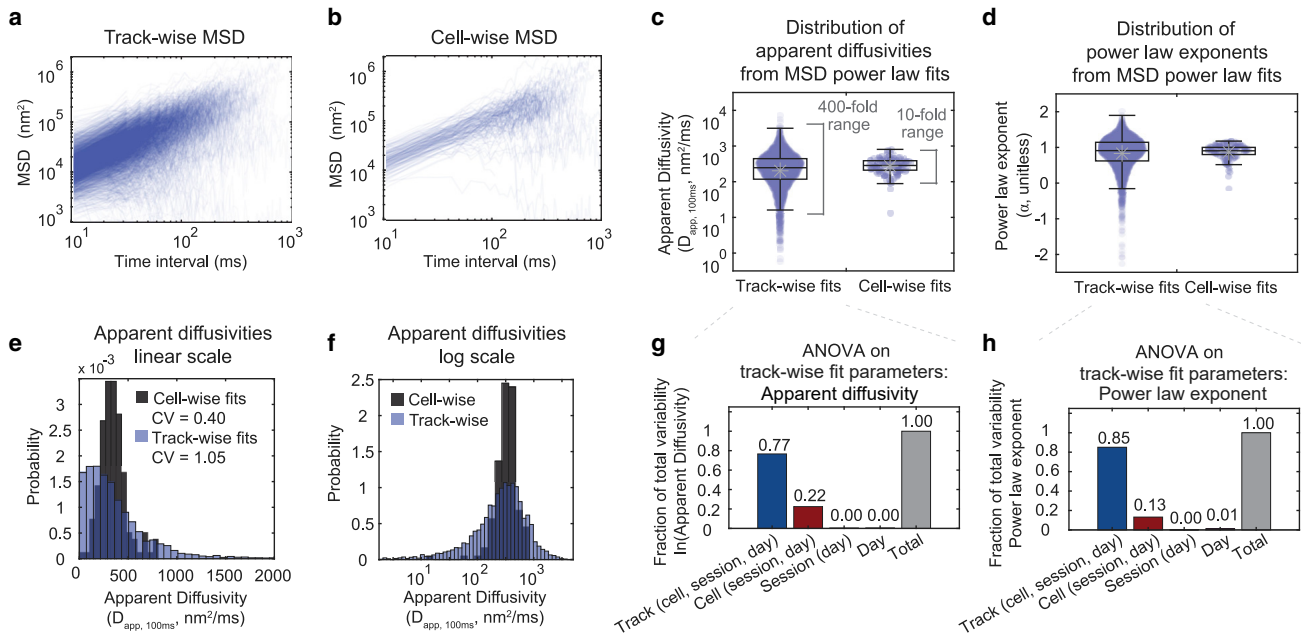 a
Track-wise MSD
MSD (nm²)
10⁶
10⁵
10⁴
10³
10¹
10²
10³
Time interval (ms)
b
Cell-wise MSD
MSD (nm²)
10⁶
10⁵
10⁴
10³
10¹
10²
10³
Time interval (ms)
c
Distribution of
apparent diffusivities
from MSD power law fits
Apparent Diffusivity
(D_app, 100ms, nm²/ms)
10⁴
10³
10²
10¹
10⁰
10⁰
400-fold
range
10-fold
range
Track-wise fits
Cell-wise fits
d
Distribution of
power law exponents
from MSD power law fits
Power law exponent
(α, unitless)
2
1
0
-1
-2
Track-wise fits
Cell-wise fits
e
Apparent diffusivities
linear scale
x 10⁻³
Probability
3
2.5
2
1.5
1
0.5
0
Cell-wise fits
CV = 0.40
Track-wise fits
CV = 1.05
0
500
1000
2000
Apparent Diffusivity
(D_app, 100ms, nm²/ms)
f
Apparent diffusivities
log scale
Probability
2.5
2.0
1.5
1.0
0.5
0
Cell-wise
Track-wise
10¹
10²
10³
Apparent Diffusivity
(D_app, 100ms, nm²/ms)
g
ANOVA on
track-wise fit parameters:
Apparent diffusivity
Fraction of total variability
ln(Apparent Diffusivity)
1
0.8
0.6
0.4
0.2
0
0.77
0.22
0.00
0.00
1.00
Track (cell, session, day)
Cell (session, day)
Session (day)
Day
Total
h
ANOVA on
track-wise fit parameters:
Power law exponent
Fraction of total variability
Power law exponent
1
0.8
0.6
0.4
0.2
0
0.85
0.13
0.00
0.01
1.00
Track (cell, session, day)
Cell (session, day)
Session (day)
Day
Total